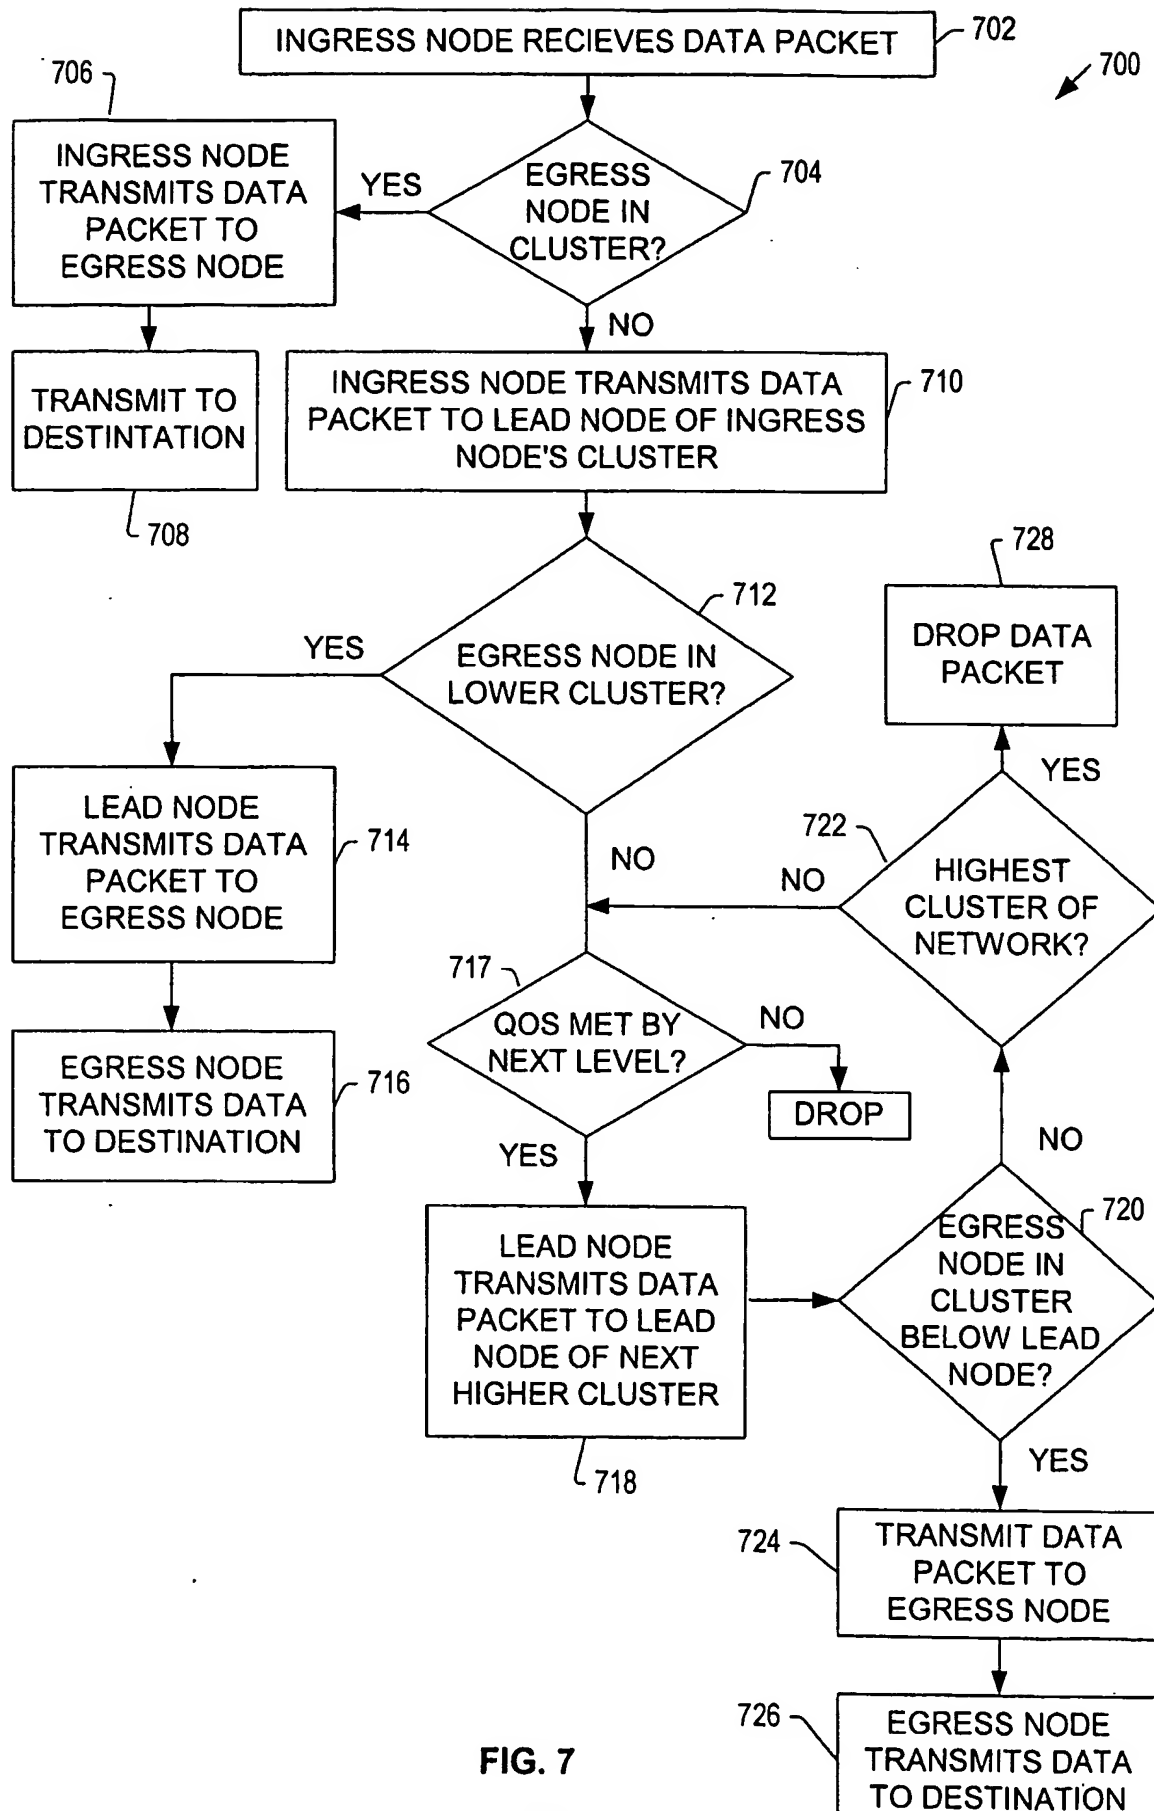 INGRESS NODE RECIEVES DATA PACKET
702
700
706
INGRESS NODE
TRANSMITS DATA
PACKET TO
EGRESS NODE
YES
EGRESS
NODE IN
CLUSTER?
704
NO
TRANSMIT TO
DESTINTATION
708
INGRESS NODE TRANSMITS DATA
PACKET TO LEAD NODE OF INGRESS
NODE'S CLUSTER
710
728
DROP DATA
PACKET
712
YES
EGRESS NODE IN
LOWER CLUSTER?
YES
LEAD NODE
TRANSMITS DATA
PACKET TO
EGRESS NODE
714
NO
722
NO
HIGHEST
CLUSTER OF
NETWORK?
717
QOS MET BY
NEXT LEVEL?
NO
DROP
EGRESS NODE
TRANSMITS DATA
TO DESTINATION
716
YES
NO
LEAD NODE
TRANSMITS DATA
PACKET TO LEAD
NODE OF NEXT
HIGHER CLUSTER
718
EGRESS
NODE IN
CLUSTER
BELOW LEAD
NODE?
720
YES
724
TRANSMIT DATA
PACKET TO
EGRESS NODE
726
EGRESS NODE
TRANSMITS DATA
TO DESTINATION
FIG. 7